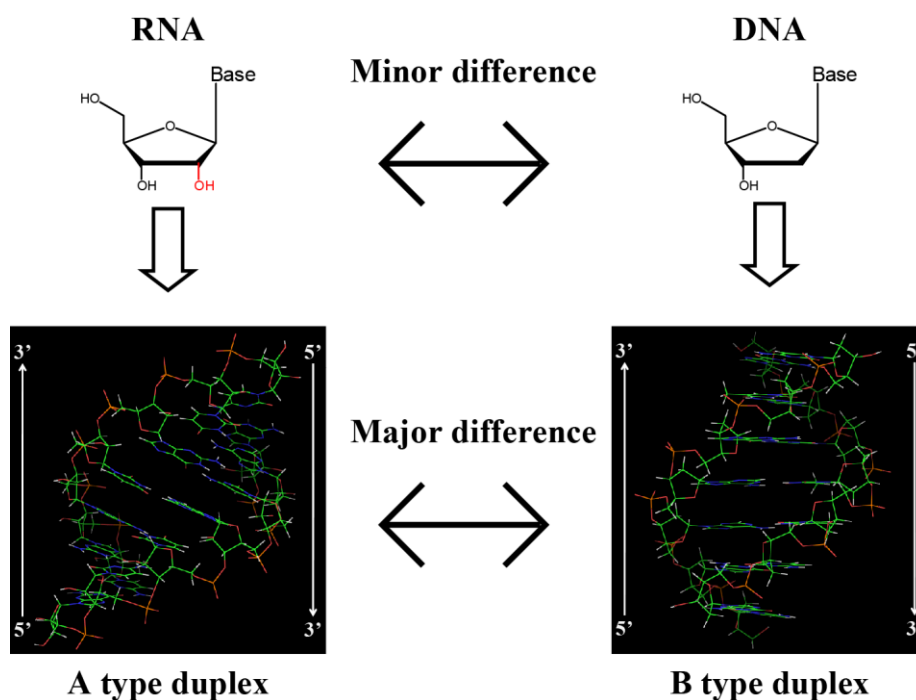 RNA
DNA
Minor difference
Base
HO
O
OH
OH
Base
HO
O
OH
3’
5’
5’
3’
Major difference
3’
5’
5’
3’
A type duplex
B type duplex